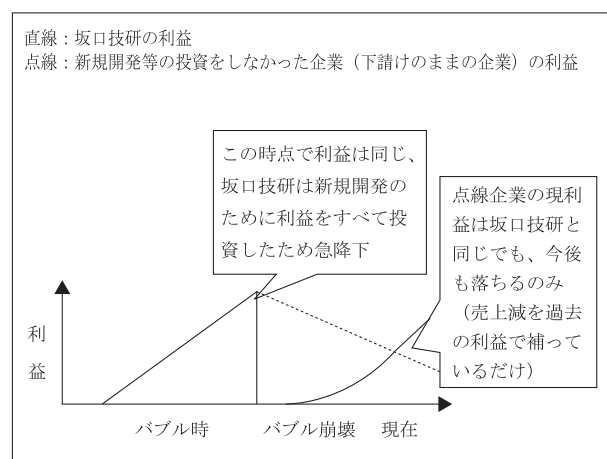 直線：坂口技研の利益
点線：新規開発等の投資をしなかった企業（下請けのままの企業）の利益
この時点で利益は同じ、
坂口技研は新規開発の
ために利益をすべて投
資したため急降下
点線企業の現利
益は坂口技研と
同じでも、今後
も落ちるのみ
（売上減を過去
の利益で補って
いるだけ）
利
益
バブル時
バブル崩壊
現在